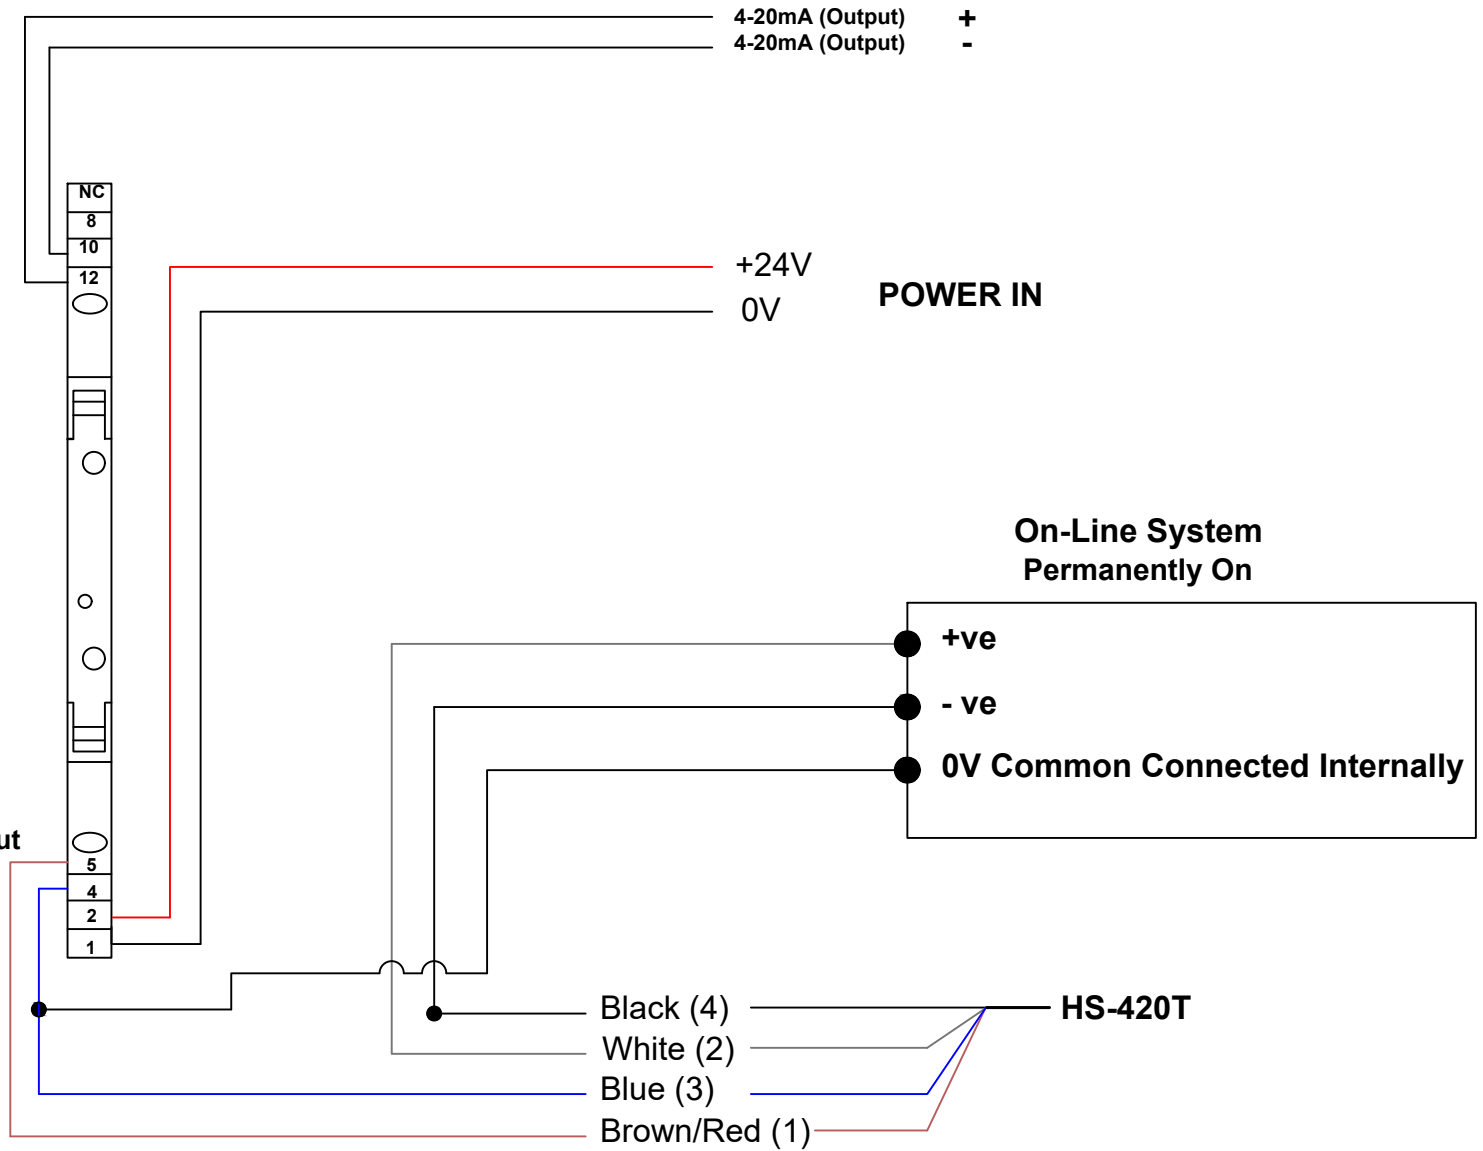 4-20mA (Output) +
4-20mA (Output) -
NC
8
10
12
+24V
0V
POWER IN
On-Line System
Permanently On
+ve
- ve
0V Common Connected Internally
5
4
2
1
Black (4)
White (2)
Blue (3)
Brown/Red (1)
HS-420T